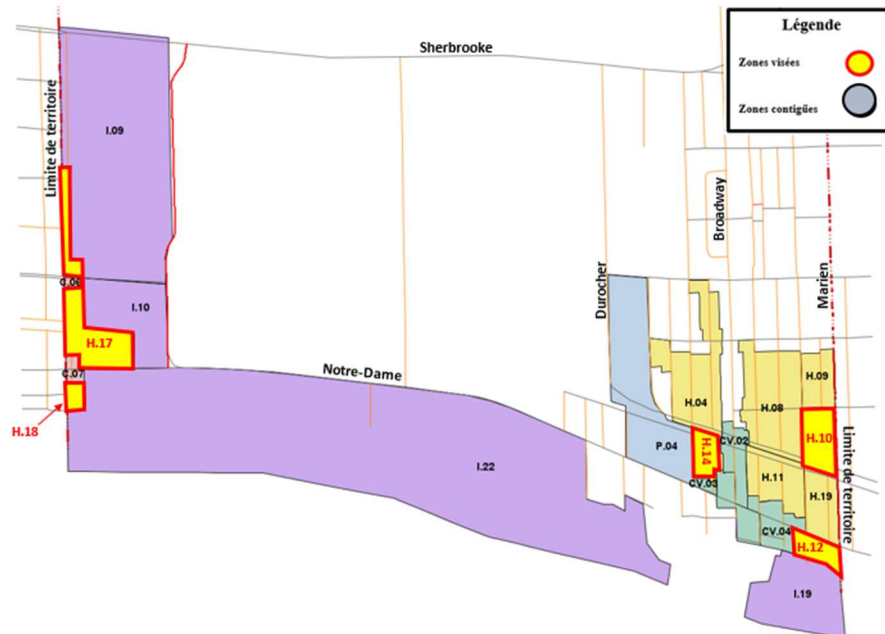 Légende
Zones visées
Zones contigües
Sherbrooke
Limite de territoire
I.09
Broadway
Marien
Durocher
C.06
I.10
H.17
Notre-Dame
C.07
H.18
H.09
H.04
H.08
H.10
CV.02
H.14
P.04
I.22
H.11
CV.03
H.19
Limite de territoire
CV.04
H.12
I.19